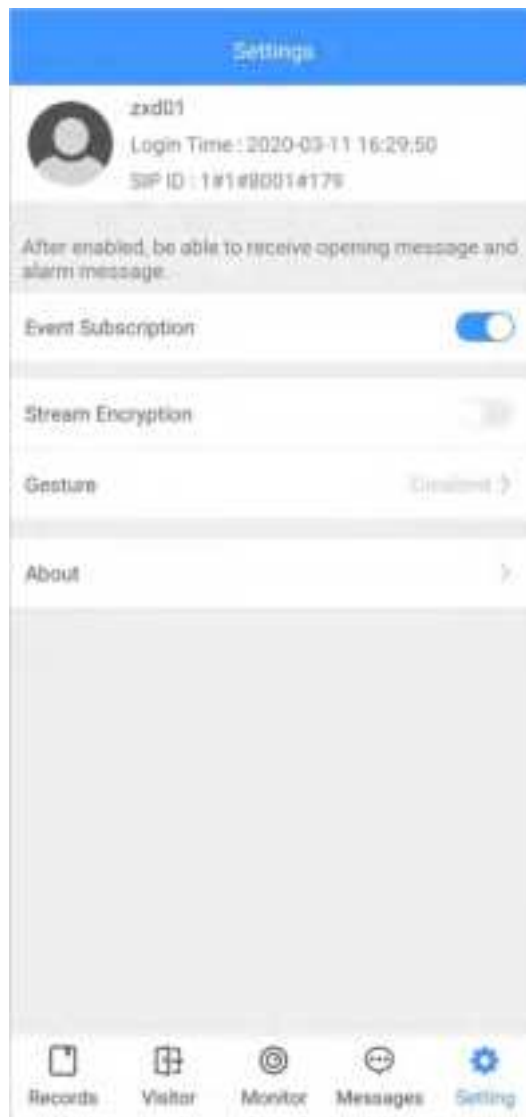 Settings
zxd01
Login Time : 2020-03-11 16:29:50
SIP ID : 1#1#8001#179
After enabled, be able to receive opening message and
alarm message.
Event Subscription
Stream Encryption
Gesture
About
Records
Visitor
Monitor
Messages
Setting